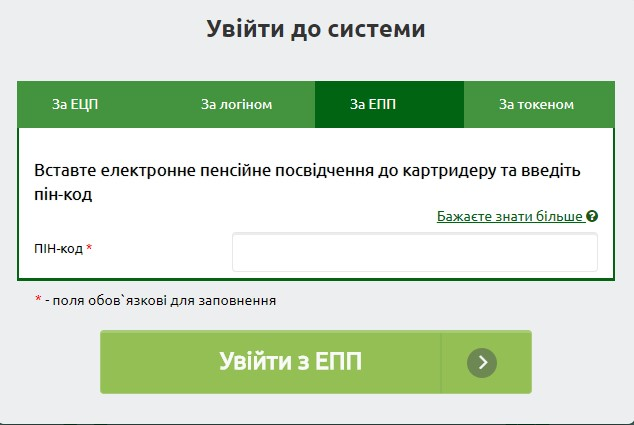 Увійти до системи
За ЕЦП
За логіном
За ЕПП
За токеном
Вставте електронне пенсійне посвідчення до картридеру та введіть
пін-код
Бажаєте знати більше
ПІН-код *
* - поля обов`язкові для заповнення
Увійти з ЕПП